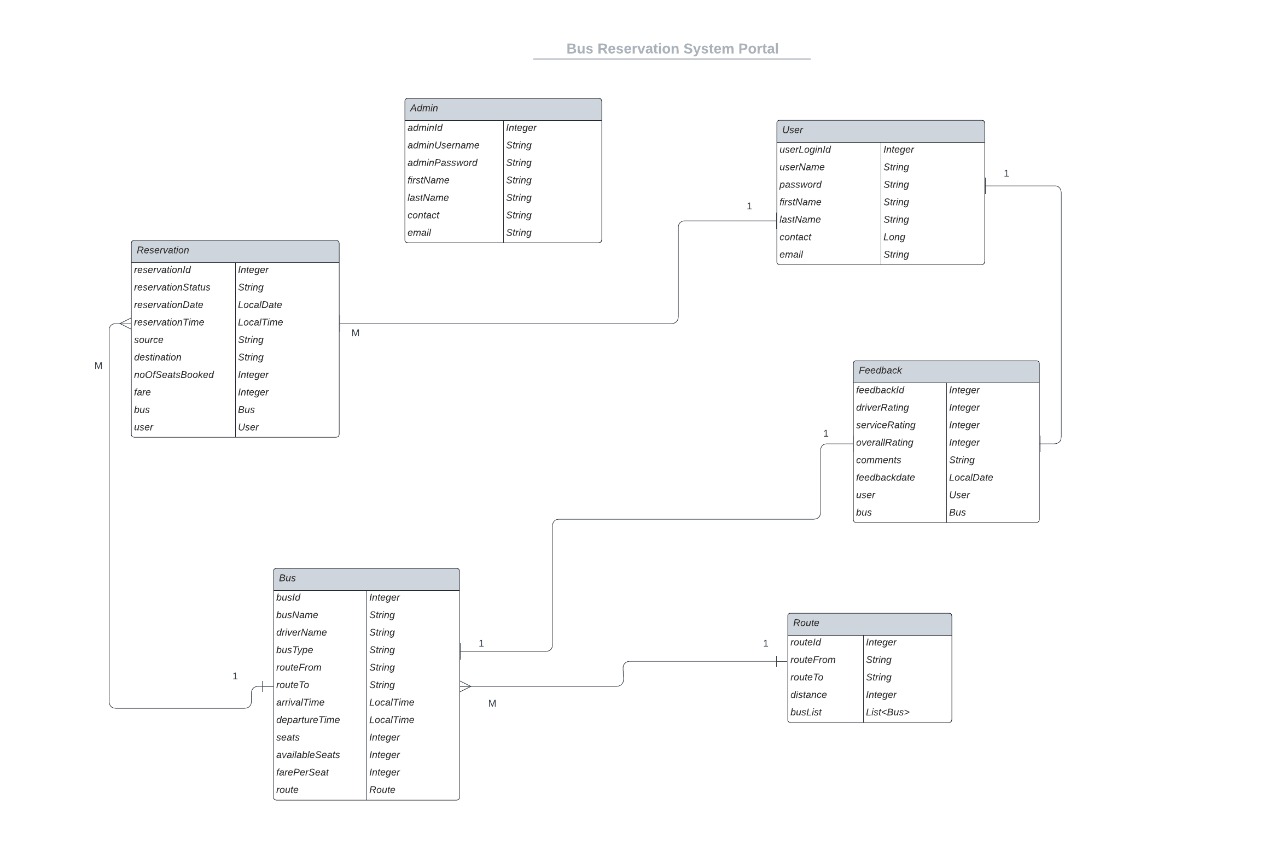 Bus Reservation System Portal
Admin
adminId Integer
adminUsername String
adminPassword String
firstName String
lastName String
contact String
email String
User
userLoginId Integer
userName String
password String
firstName String
lastName String
contact Long
email String
1
1
Reservation
reservationId Integer
reservationStatus String
reservationDate LocalDate
reservationTime LocalTime
source String
destination String
noOfSeatsBooked Integer
fare Integer
bus Bus
user User
M
M
Feedback
feedbackId Integer
driverRating Integer
serviceRating Integer
overallRating Integer
comments String
feedbackdate LocalDate
user User
bus Bus
1
Bus
busId Integer
busName String
driverName String
busType String
routeFrom String
routeTo String
arrivalTime LocalTime
departureTime LocalTime
seats Integer
availableSeats Integer
farePerSeat Integer
route Route
1
1
M
1
Route
routeId Integer
routeFrom String
routeTo String
distance Integer
busList List<Bus>